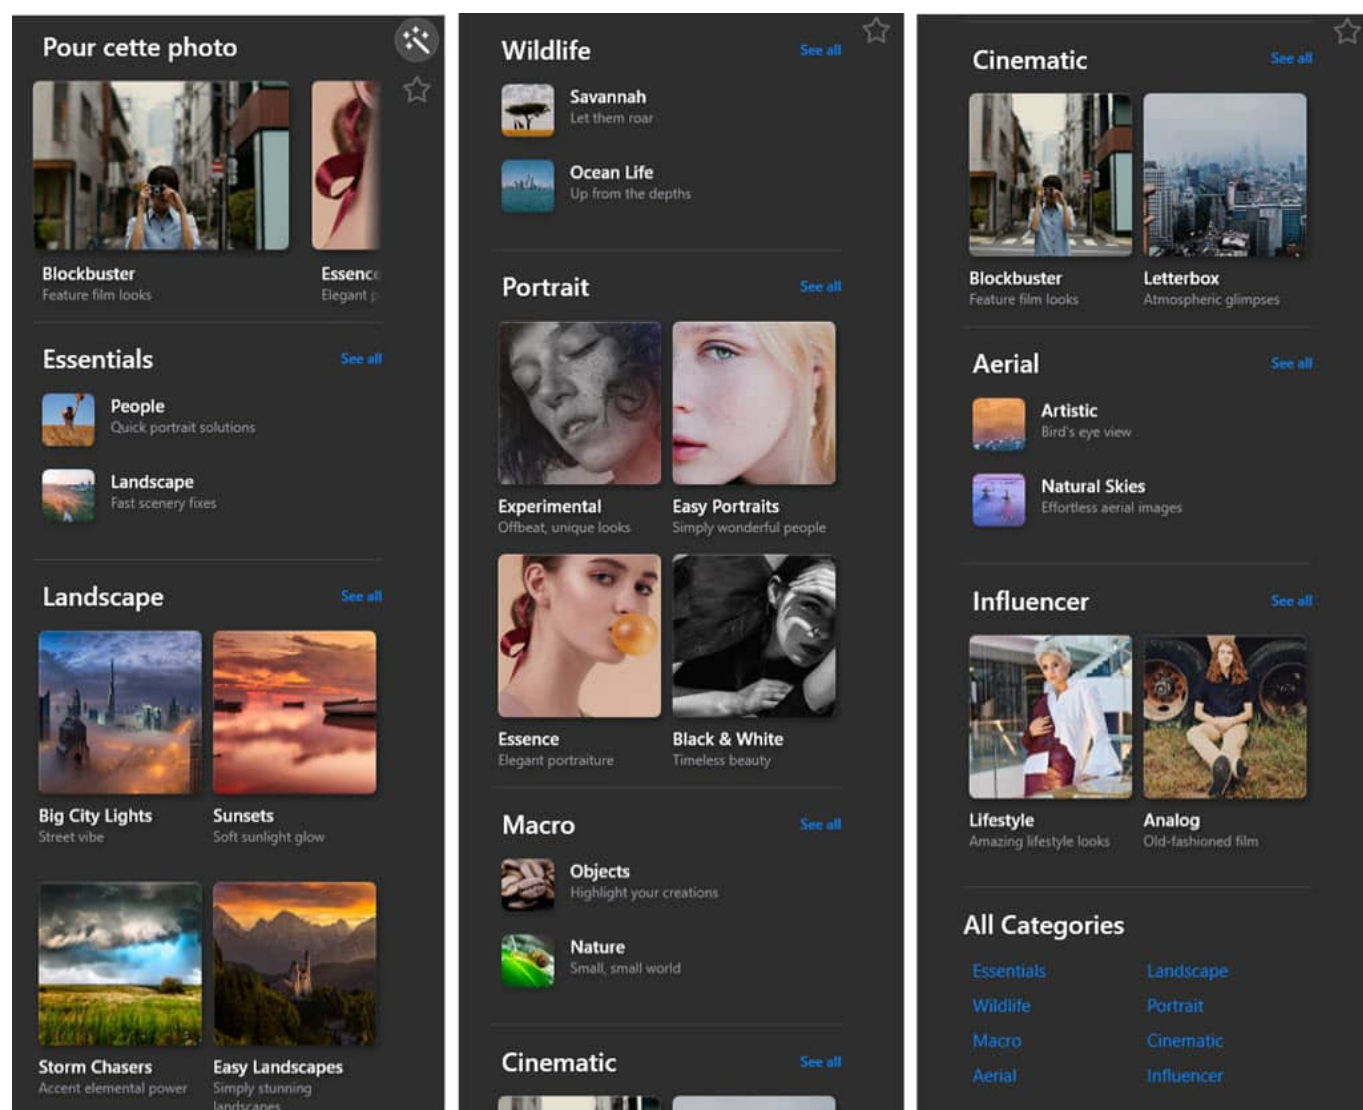 Pour cette photo
Blockbuster
Feature film looks
Essence
Elegant
Essentials
See all
People
Quick portrait solutions
Landscape
Fast scenery fixes
Landscape
See all
Big City Lights
Street vibe
Sunsets
Soft sunlight glow
Storm Chasers
Accent elemental power
Easy Landscapes
Simply stunning
landscapes
Wildlife
See all
Savannah
Let them roar
Ocean Life
Up from the depths
Portrait
See all
Experimental
Offbeat, unique looks
Easy Portraits
Simply wonderful people
Essence
Elegant portraiture
Black & White
Timeless beauty
Macro
See all
Objects
Highlight your creations
Nature
Small, small world
Cinematic
See all
Cinematic
See all
Blockbuster
Feature film looks
Letterbox
Atmospheric glimpses
Aerial
See all
Artistic
Bird's eye view
Natural Skies
Effortless aerial images
Influencer
See all
Lifestyle
Amazing lifestyle looks
Analog
Old-fashioned film
All Categories
Essentials
Landscape
Wildlife
Portrait
Macro
Cinematic
Aerial
Influencer